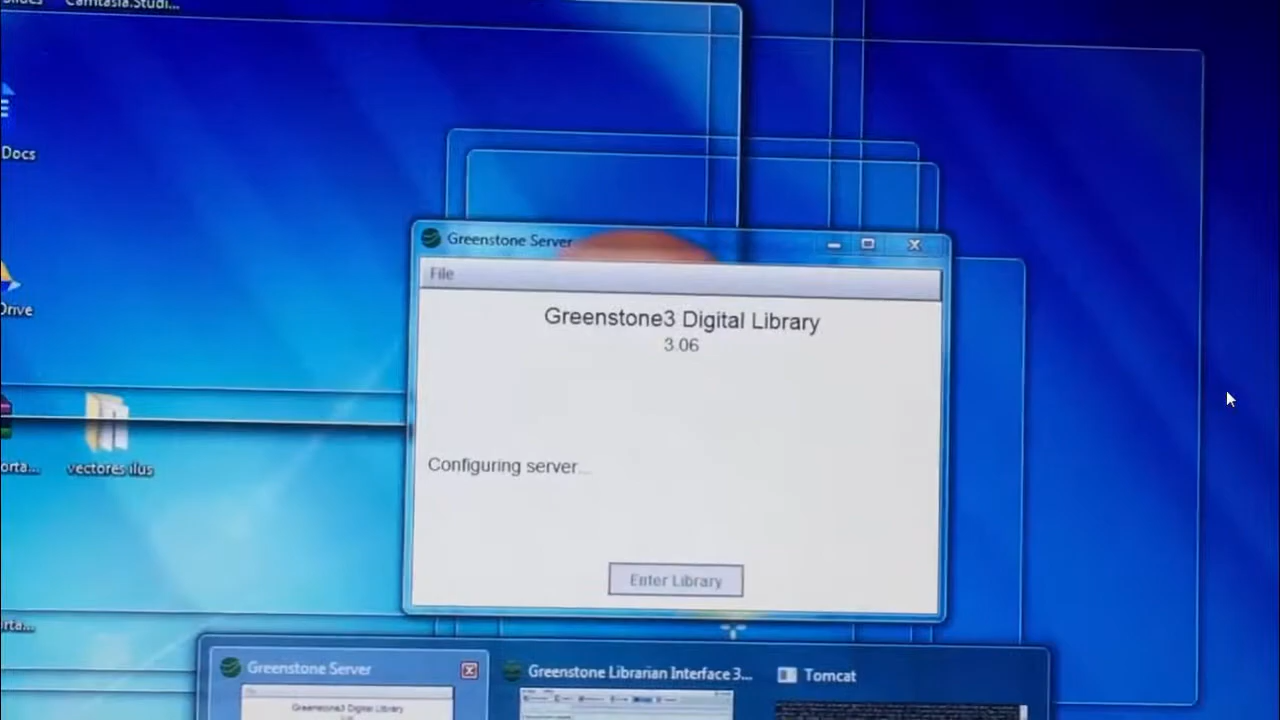 Camtasia.Studi...
Docs
Drive
vectores ilus
Greenstone Server
File
Greenstone3 Digital Library
3.06
Configuring server...
Enter Library
Greenstone Server
Greenstone Librarian Interface 3...
Tomcat
Greenstone3 Digital Library